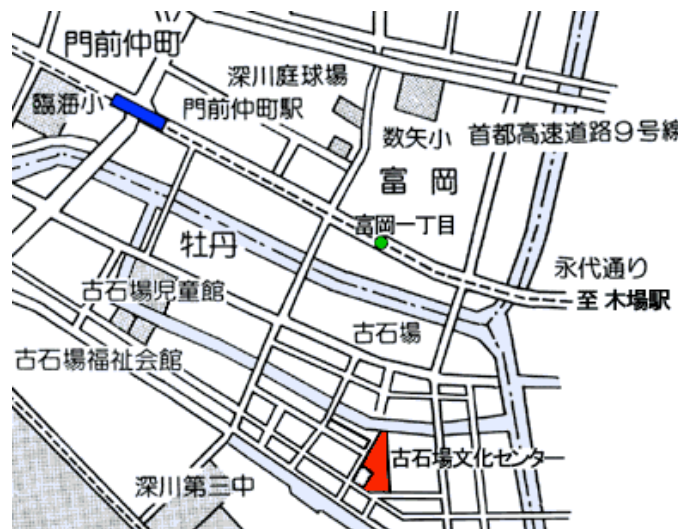 門前仲町
深川庭球場
臨海小
門前仲町駅
数矢小
首都高速道路9号線
富岡
富岡一丁目
牡丹
永代通り
古石場児童館
至 木場駅
古石場
古石場福祉会館
古石場文化センター
深川第三中